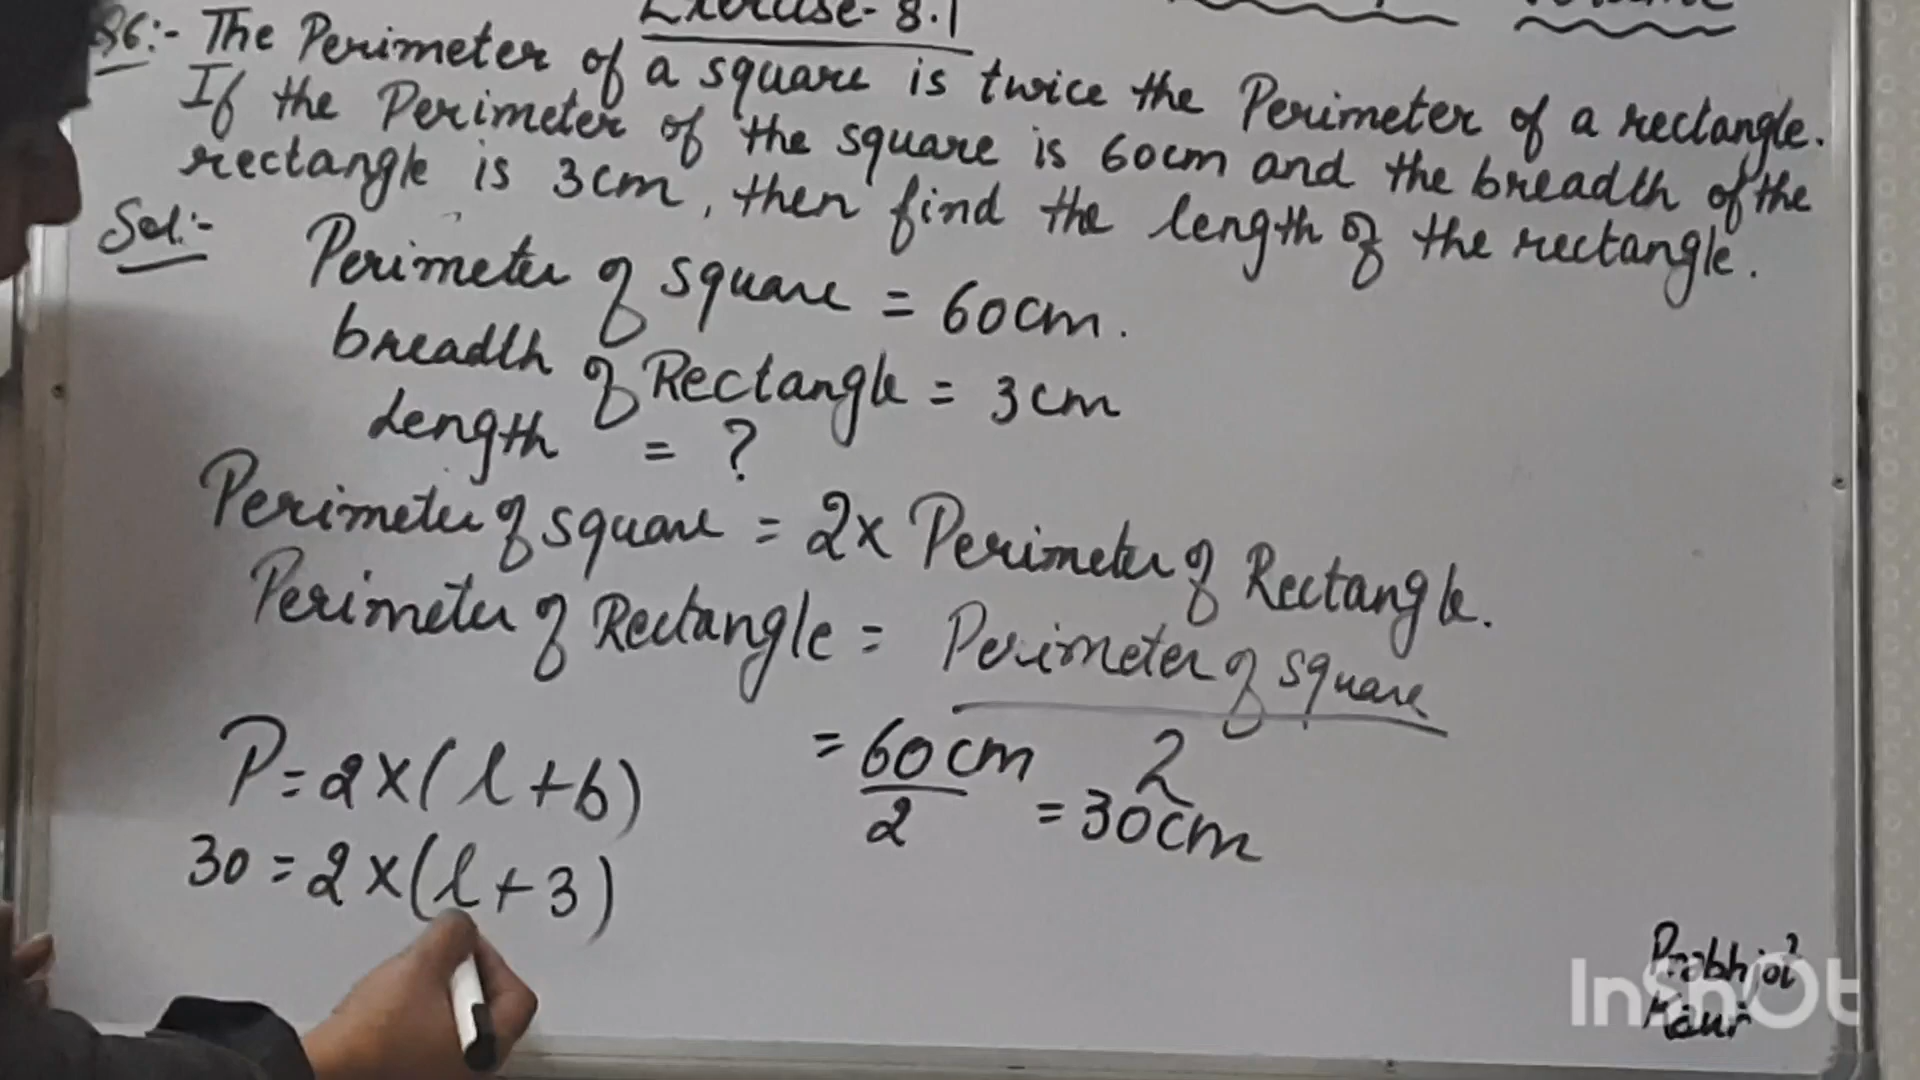 Exercise-8.1
Q6:- The Perimeter of a square is twice the Perimeter of a rectangle.
If the Perimeter of the square is 60cm and the breadth of the
rectangle is 3cm, then find the length of the rectangle.
Sol:-
Perimeter of square = 60cm.
breadth of Rectangle = 3cm
Length = ?
Perimeter of square = 2x Perimeter of Rectangle.
Perimeter of Rectangle = Perimeter of square
2
= 60cm
2
= 30cm
P = 2x(l+b)
30 = 2x(l+3)
Prabhjot
Kaur
InShOt